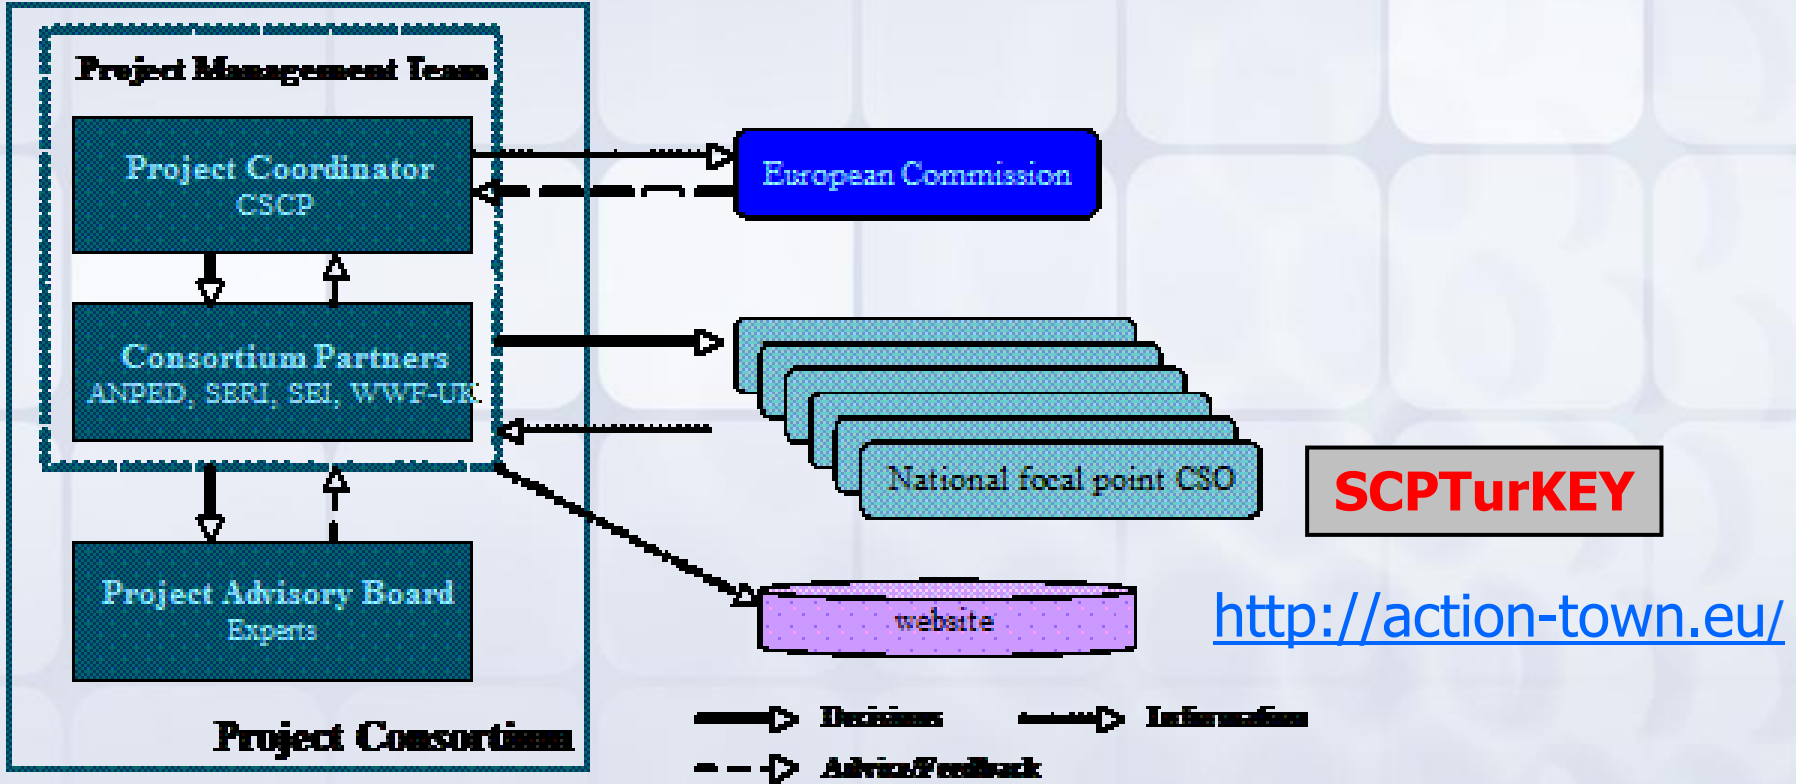 Project Management Team
Project Coordinator
CSCP
European Commission
Consortium Partners
ANPED, SERI, SEI, WWF-UK
National focal point CSO
SCPTurKEY
Project Advisory Board
Experts
website
http://action-town.eu/
Project Consortium
Decisions
Information
Advice/Feedback